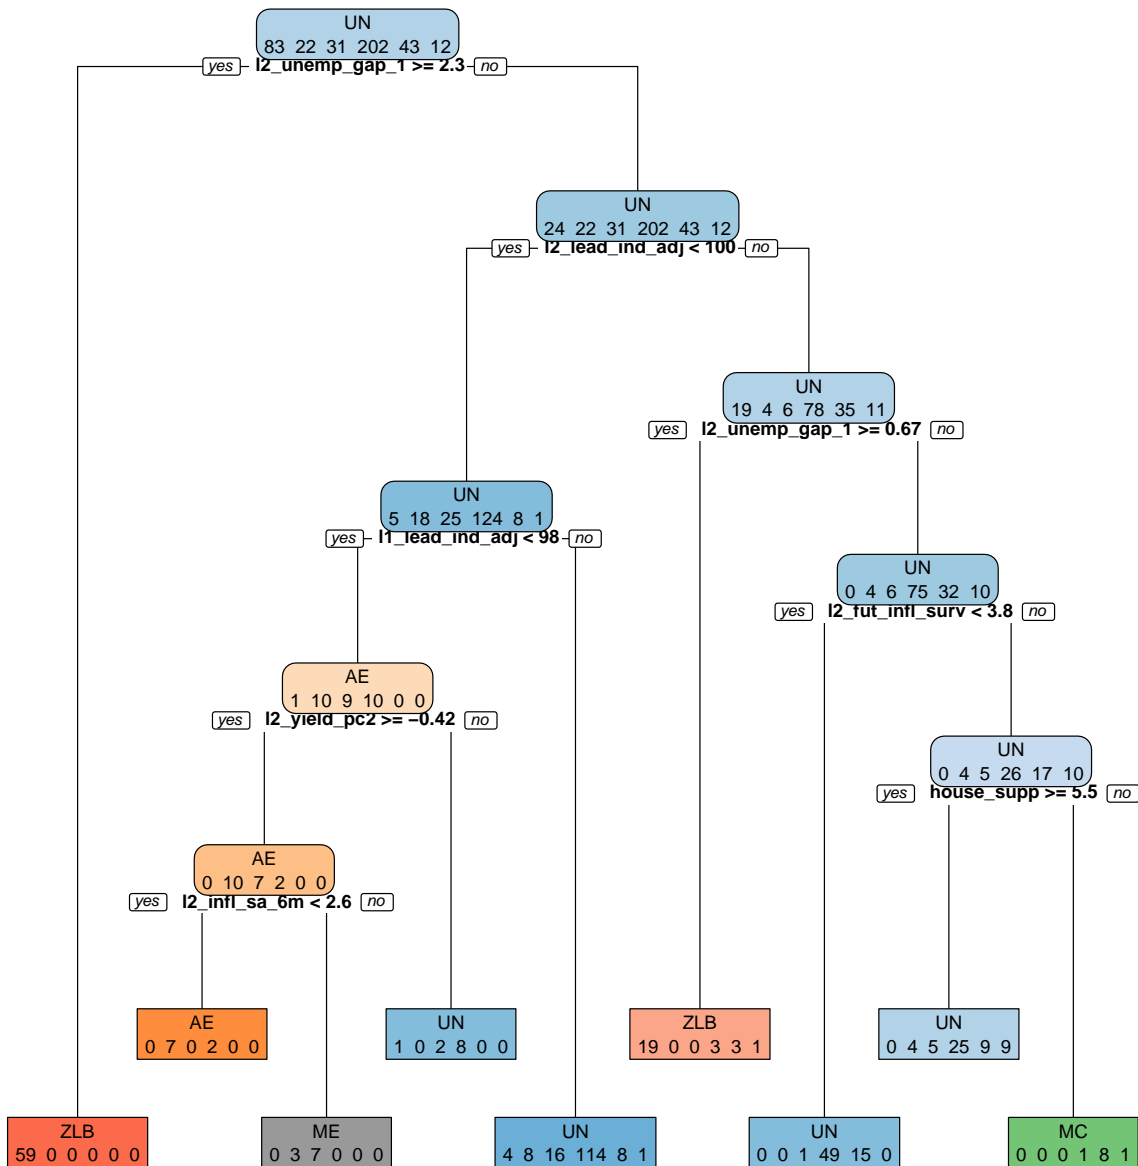 UN
83 22 31 202 43 12
yes l2_unemp_gap_1 >= 2.3 no
UN
24 22 31 202 43 12
yes l2_lead_ind_adj < 100 no
UN
19 4 6 78 35 11
yes l2_unemp_gap_1 >= 0.67 no
UN
5 18 25 124 8 1
yes l1_lead_ind_adj < 98 no
UN
0 4 6 75 32 10
yes l2_fut_infl_surv < 3.8 no
AE
1 10 9 10 0 0
yes l2_yield_pc2 >= −0.42 no
UN
0 4 5 26 17 10
yes house_supp >= 5.5 no
AE
0 10 7 2 0 0
yes l2_infl_sa_6m < 2.6 no
AE
0 7 0 2 0 0
UN
1 0 2 8 0 0
ZLB
19 0 0 3 3 1
UN
0 4 5 25 9 9
ZLB
59 0 0 0 0 0
ME
0 3 7 0 0 0
UN
4 8 16 114 8 1
UN
0 0 1 49 15 0
MC
0 0 0 1 8 1